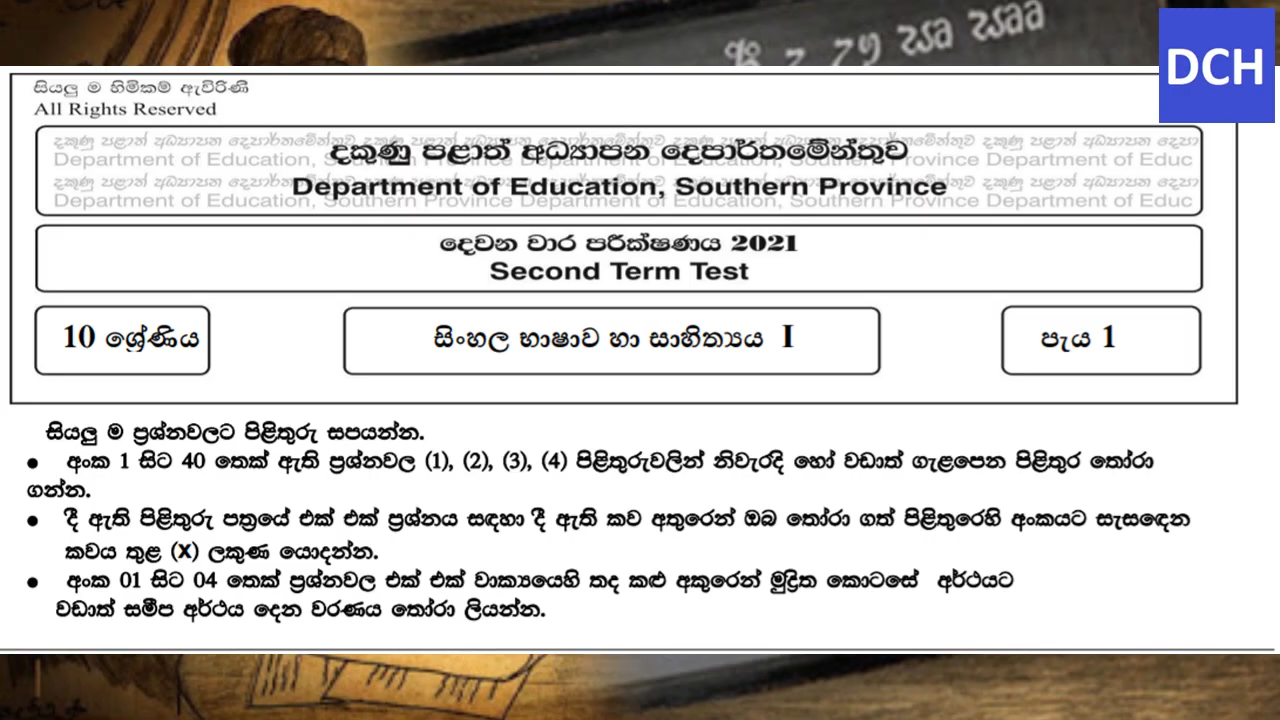 DCH
සියලු ම හිමිකම් ඇවිරිණි
All Rights Reserved
දකුණු පළාත් අධ්‍යාපන දෙපාර්තමේන්තුව
Department of Education, Southern Province
දෙවන වාර පරීක්ෂණය 2021
Second Term Test
10 ශ්‍රේණිය
සිංහල භාෂාව හා සාහිත්‍යය I
පැය 1
සියලු ම ප්‍රශ්නවලට පිළිතුරු සපයන්න.
● අංක 1 සිට 40 තෙක් ඇති ප්‍රශ්නවල (1), (2), (3), (4) පිළිතුරුවලින් නිවැරදි හෝ වඩාත් ගැළපෙන පිළිතුර තෝරා
ගන්න.
● දී ඇති පිළිතුරු පත්‍රයේ එක් එක් ප්‍රශ්නය සඳහා දී ඇති කව අතුරෙන් ඔබ තෝරා ගත් පිළිතුරෙහි අංකයට සැසඳෙන
කවය තුළ (x) ලකුණ යොදන්න.
● අංක 01 සිට 04 තෙක් ප්‍රශ්නවල එක් එක් වාක්‍යයෙහි තද කළු අකුරෙන් මුද්‍රිත කොටසේ අර්ථයට
වඩාත් සමීප අර්ථය දෙන වරණය තෝරා ලියන්න.